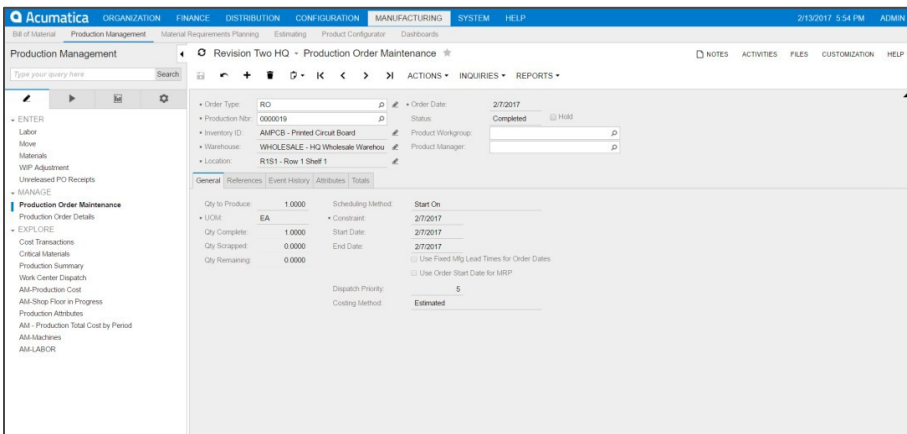 Acumatica ORGANIZATION FINANCE DISTRIBUTION CONFIGURATION MANUFACTURING SYSTEM HELP 2/13/2017 5:54 PM ADMIN
Bill of Material Production Management Material Requirements Planning Estimating Product Configurator Dashboards
Production Management Revision Two HQ - Production Order Maintenance NOTES ACTIVITIES FILES CUSTOMIZATION HELP
Type your query here Search ACTIONS INQUIRIES REPORTS
Order Type: RO Order Date: 2/7/2017
Production Nbr: 0000019 Status: Completed Hold
Inventory ID: AMPCB - Printed Circuit Board Product Workgroup:
Warehouse: WHOLESALE - HQ Wholesale Warehou Product Manager:
Location: R1S1 - Row 1 Shelf 1
General References Event History Attributes Totals
Qty to Produce: 1.0000 Scheduling Method: Start On
UOM: EA Constraint: 2/7/2017
Qty Complete: 1.0000 Start Date: 2/7/2017
Qty Scrapped: 0.0000 End Date: 2/7/2017
Qty Remaining: 0.0000 Use Fixed Mfg Lead Times for Order Dates
Use Order Start Date for MRP
Dispatch Priority: 5
Costing Method: Estimated
ENTER
Labor
Move
Materials
WIP Adjustment
Unreleased PO Receipts
MANAGE
Production Order Maintenance
Production Order Details
EXPLORE
Cost Transactions
Critical Materials
Production Summary
Work Center Dispatch
AM-Production Cost
AM-Shop Floor in Progress
Production Attributes
AM - Production Total Cost by Period
AM-Machines
AM-LABOR